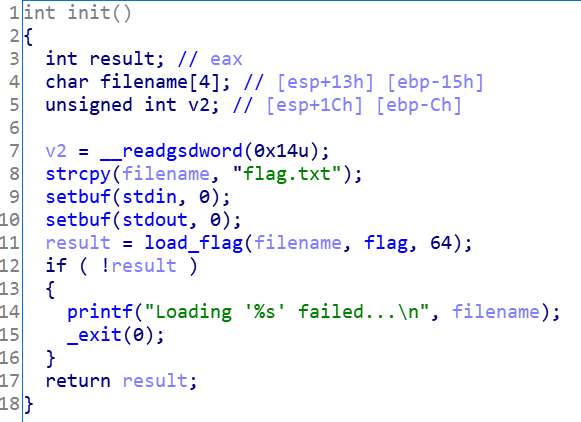 1 int init()
2 {
3   int result; // eax
4   char filename[4]; // [esp+13h] [ebp-15h]
5   unsigned int v2; // [esp+1Ch] [ebp-Ch]
6
7   v2 = __readgsdword(0x14u);
8   strcpy(filename, "flag.txt");
9   setbuf(stdin, 0);
10   setbuf(stdout, 0);
11   result = load_flag(filename, flag, 64);
12   if ( !result )
13   {
14     printf("Loading '%s' failed...\n", filename);
15     _exit(0);
16   }
17   return result;
18 }